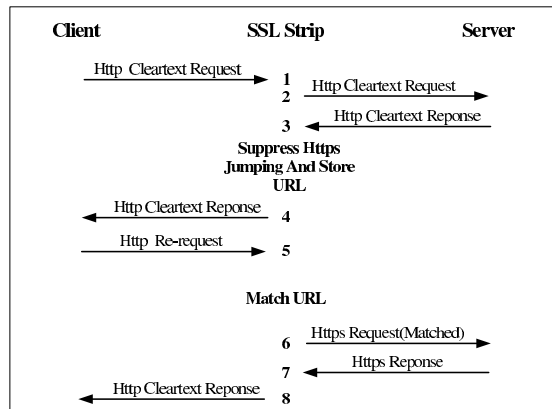 Client SSL Strip Server
Http Cleartext Request 1
2 Http Cleartext Request
3 Http Cleartext Reponse
Suppress Https
Jumping And Store
URL
Http Cleartext Reponse 4
Http Re-request 5
Match URL
6 Https Request(Matched)
7 Https Reponse
Http Cleartext Reponse 8